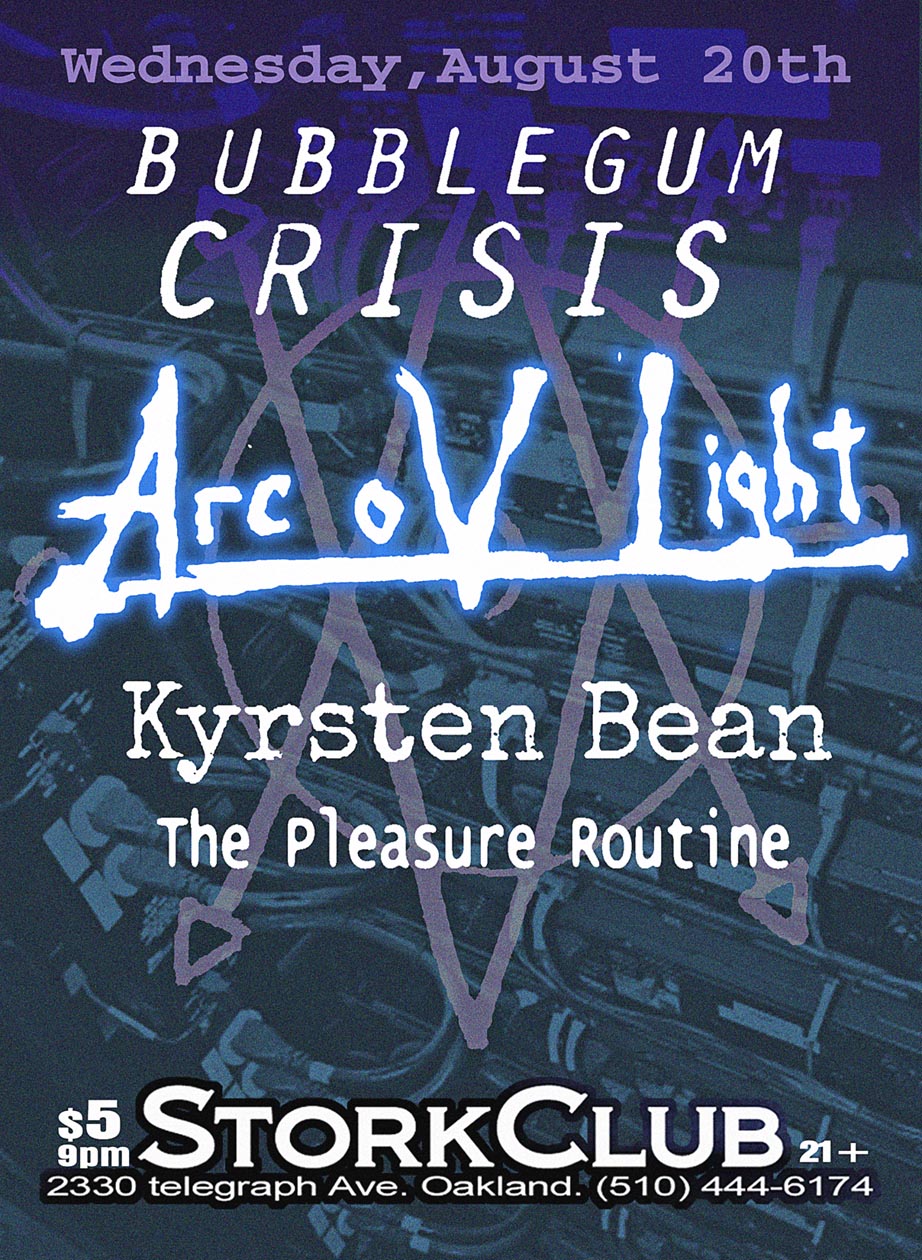 Wednesday,August 20th
BUBBLEGUM
CRISIS
Arc oV Light
Kyrsten Bean
The Pleasure Routine
$5
9pm
STORKCLUB
21+
2330 telegraph Ave. Oakland. (510) 444-6174